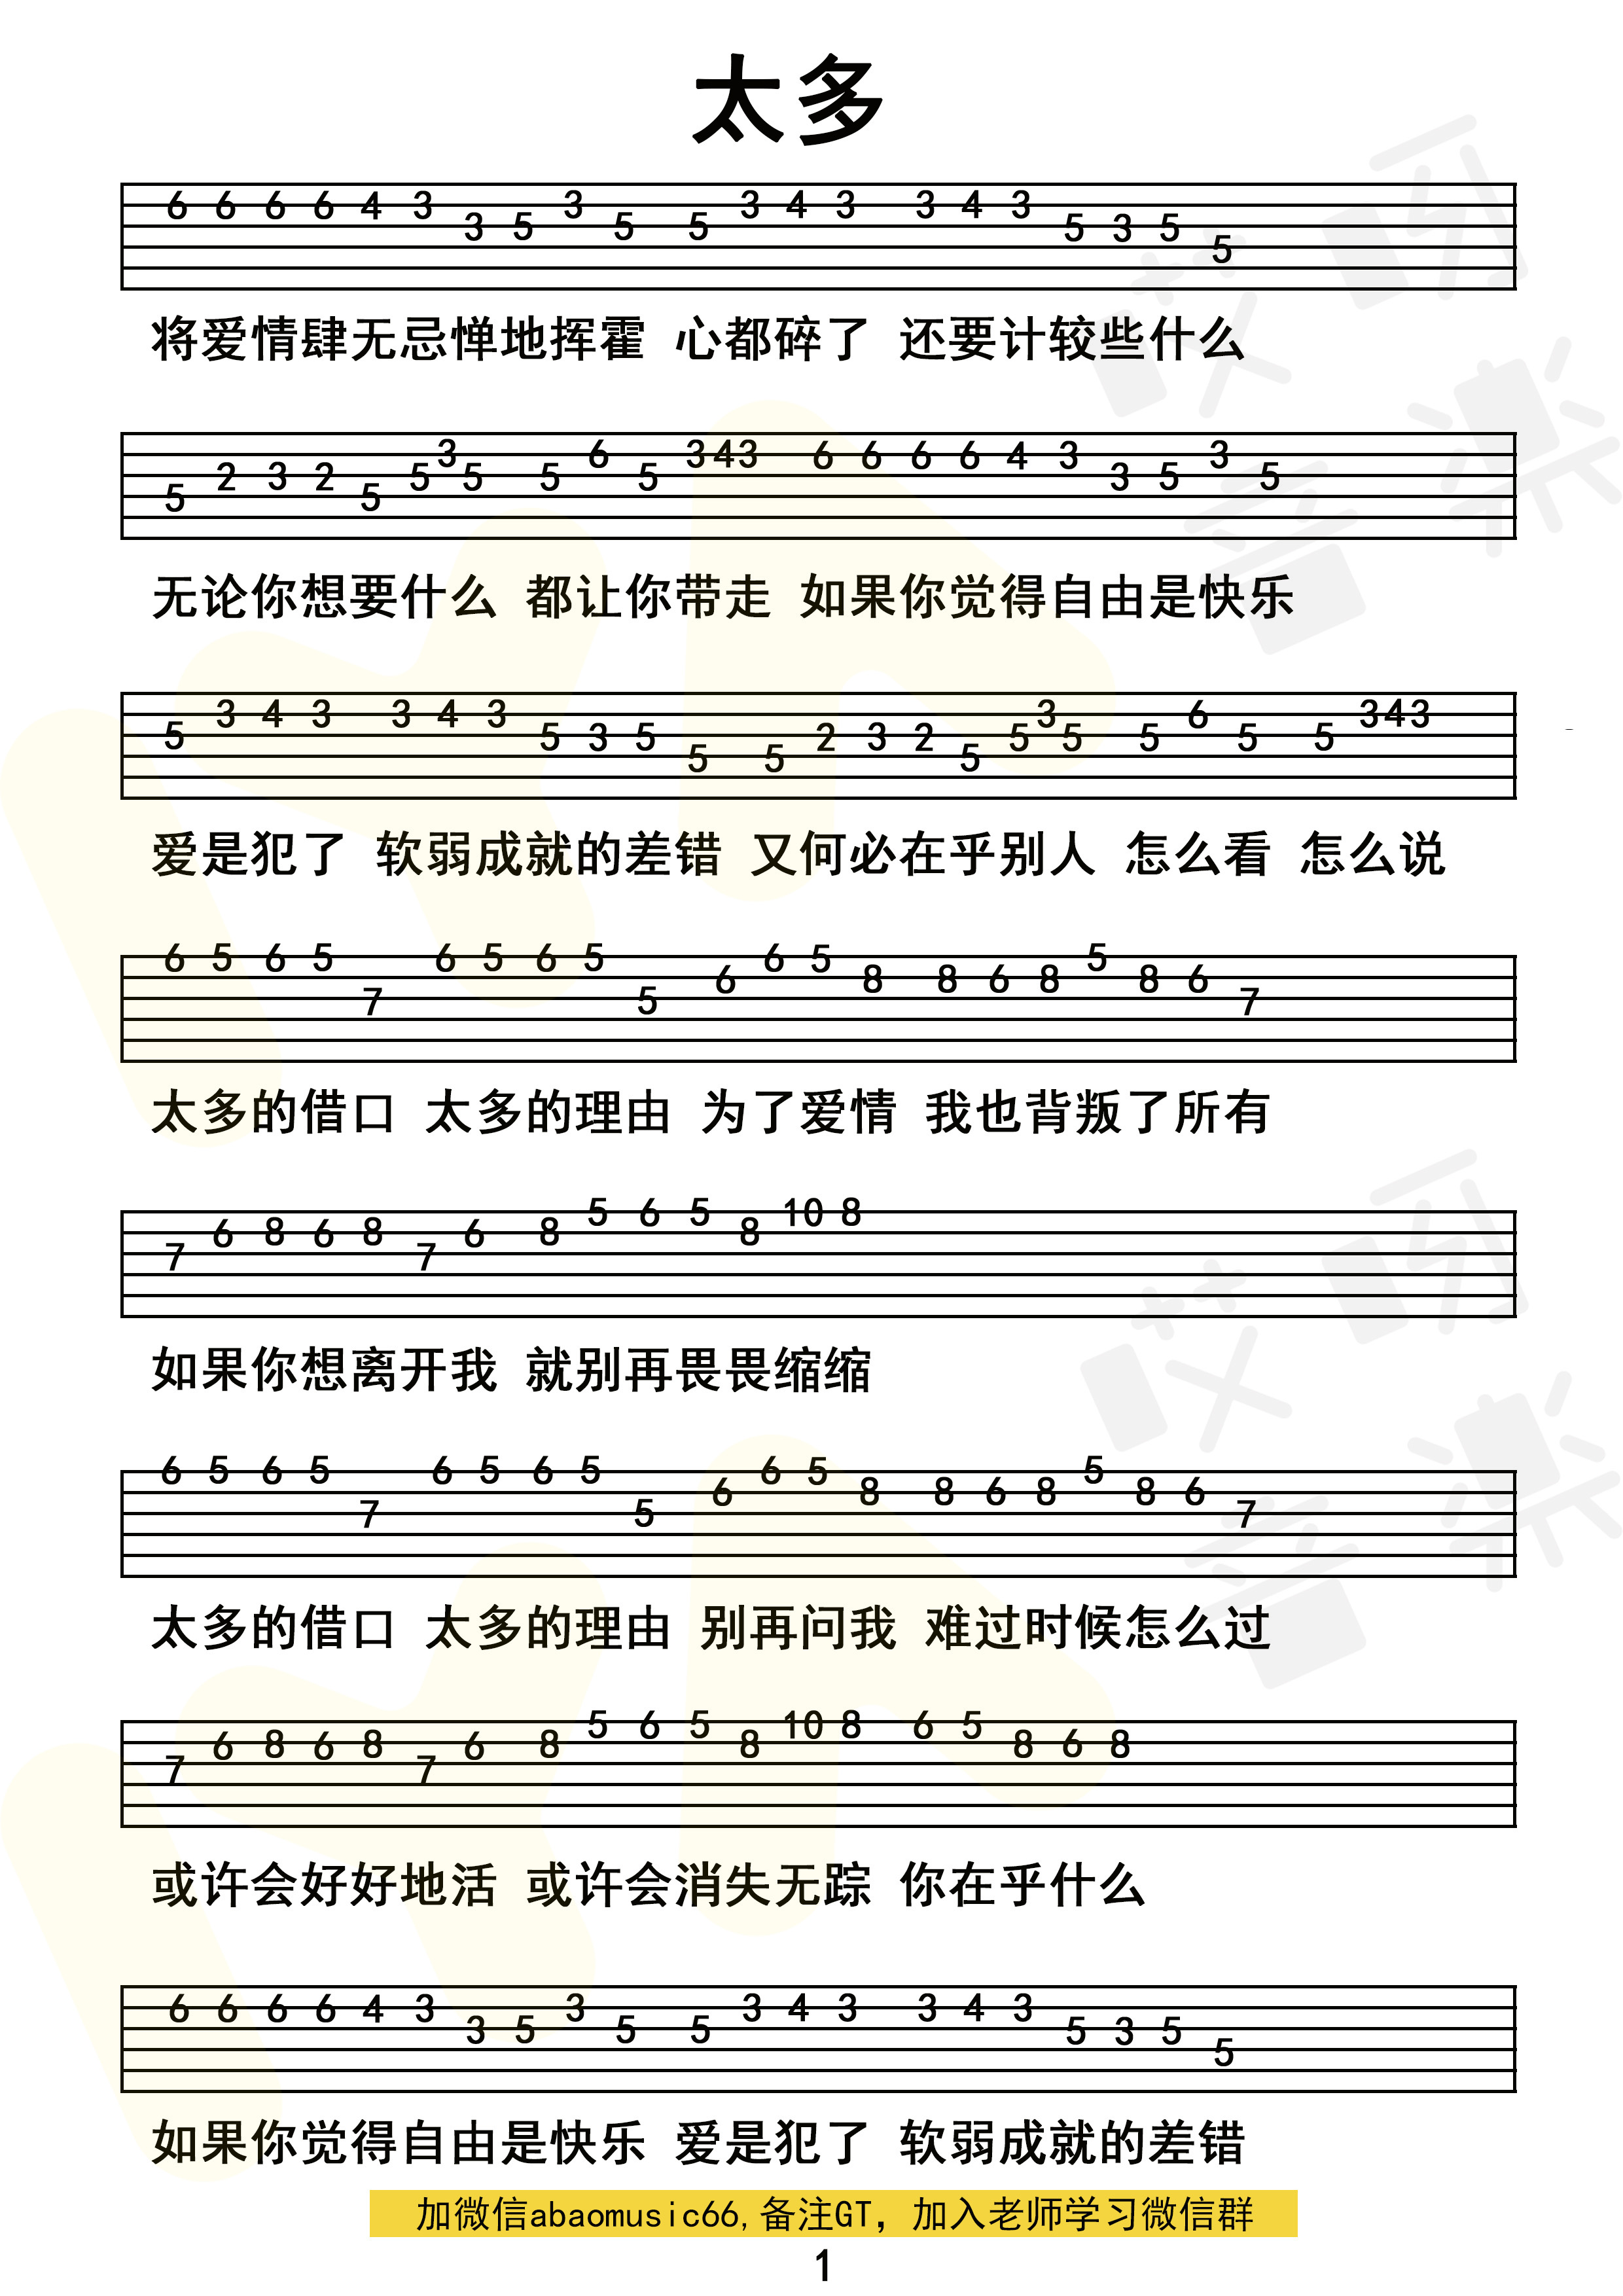 太多
6 6 6 6 4 3 3 5 3 5 5 3 4 3 3 4 3 5 3 5 5
将爱情肆无忌惮地挥霍 心都碎了 还要计较些什么
5 2 3 2 5 5 3 5 5 6 5 3 4 3 6 6 6 6 4 3 3 5 3 5
无论你想要什么 都让你带走 如果你觉得自由是快乐
5 3 4 3 3 4 3 5 3 5 5 5 2 3 2 5 5 3 5 5 6 5 5 3 4 3
爱是犯了 软弱成就的差错 又何必在乎别人 怎么看 怎么说
6 5 6 5 7 6 5 6 5 5 6 6 5 8 8 6 8 5 8 6 7
太多的借口 太多的理由 为了爱情 我也背叛了所有
7 6 8 6 8 7 6 8 5 6 5 8 10 8
如果你想离开我 就别再畏畏缩缩
6 5 6 5 7 6 5 6 5 5 6 6 5 8 8 6 8 5 8 6 7
太多的借口 太多的理由 别再问我 难过时候怎么过
7 6 8 6 8 7 6 8 5 6 5 8 10 8 6 5 8 6 8
或许会好好地活 或许会消失无踪 你在乎什么
6 6 6 6 4 3 3 5 3 5 5 3 4 3 3 4 3 5 3 5 5
如果你觉得自由是快乐 爱是犯了 软弱成就的差错
加微信abaomusic66,备注GT，加入老师学习微信群
1